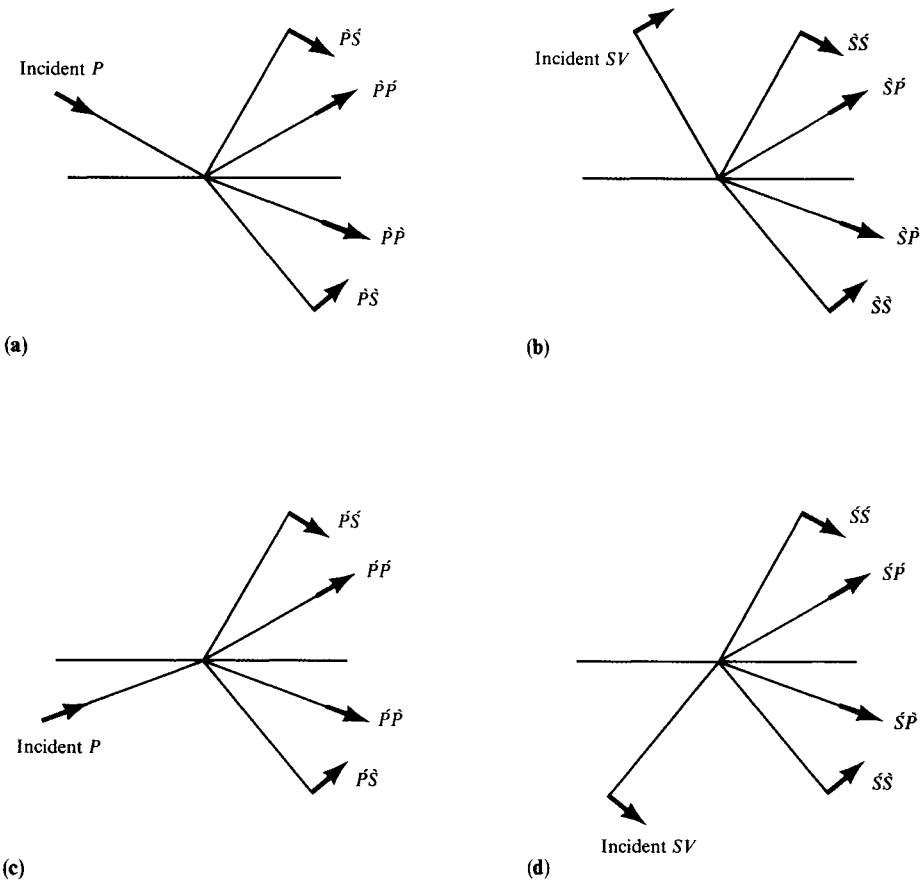 Incident P
P̀Ś
P̀Ṕ
P̀P̀
P̀S̀
(a)
Incident SV
S̀Ś
S̀Ṕ
S̀P̀
S̀S̀
(b)
ṔŚ
ṔṔ
ṔP̀
ṔS̀
Incident P
(c)
ŚŚ
ŚṔ
ŚP̀
ŚS̀
Incident SV
(d)